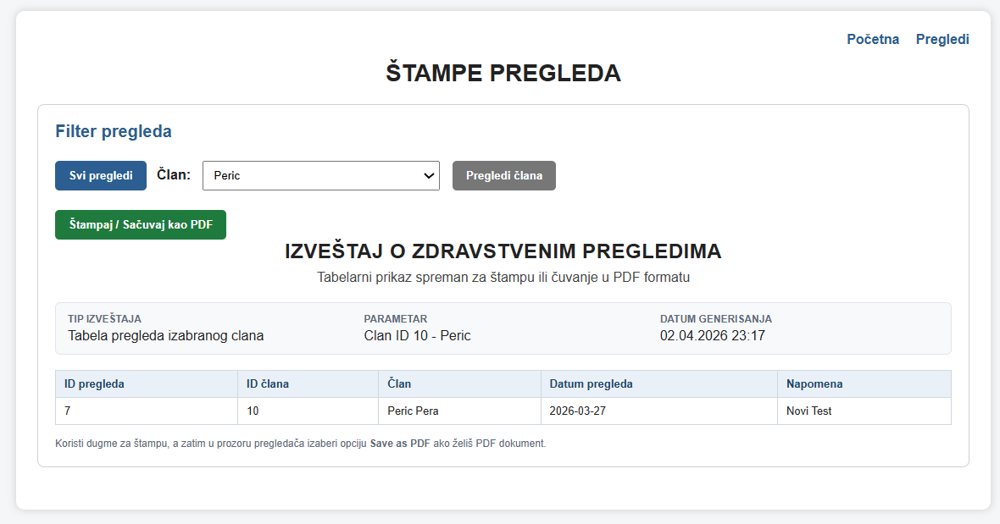 Početna Pregledi
ŠTAMPE PREGLEDA
Filter pregleda
Svi pregledi Član: Peric Pregledi člana
Štampaj / Sačuvaj kao PDF
IZVEŠTAJ O ZDRAVSTVENIM PREGLEDIMA
Tabelarni prikaz spreman za štampu ili čuvanje u PDF formatu
TIP IZVEŠTAJA PARAMETAR DATUM GENERISANJA
Tabela pregleda izabranog clana Clan ID 10 - Peric 02.04.2026 23:17
ID pregleda ID člana Član Datum pregleda Napomena
7 10 Peric Pera 2026-03-27 Novi Test
Koristi dugme za štampu, a zatim u prozoru pregledača izaberi opciju Save as PDF ako želiš PDF dokument.